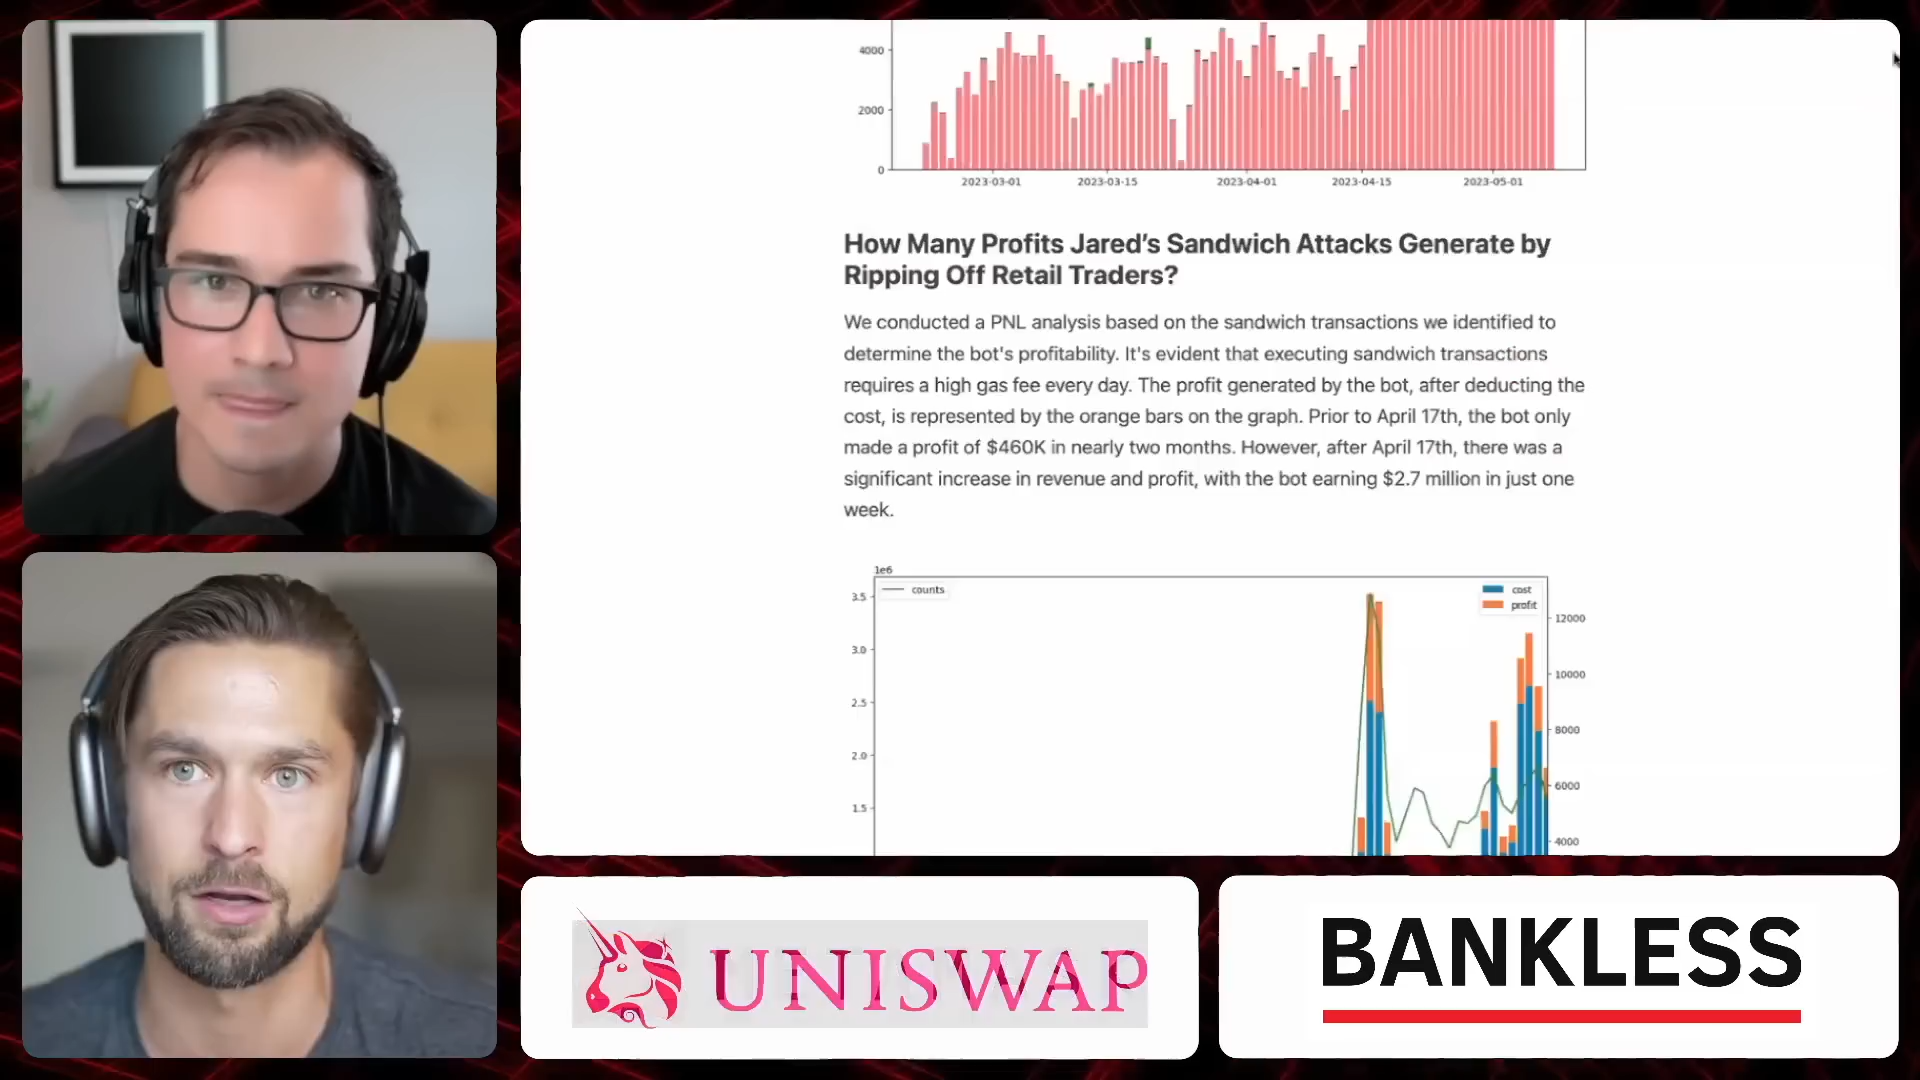 4000
2000
0
2023-03-01 2023-03-15 2023-04-01 2023-04-15 2023-05-01
How Many Profits Jared's Sandwich Attacks Generate by
Ripping Off Retail Traders?
We conducted a PNL analysis based on the sandwich transactions we identified to
determine the bot's profitability. It's evident that executing sandwich transactions
requires a high gas fee every day. The profit generated by the bot, after deducting the
cost, is represented by the orange bars on the graph. Prior to April 17th, the bot only
made a profit of $460K in nearly two months. However, after April 17th, there was a
significant increase in revenue and profit, with the bot earning $2.7 million in just one
week.
1e6
counts
cost
profit
3.5
3.0
2.5
2.0
1.5
12000
10000
8000
6000
4000
UNISWAP
BANKLESS